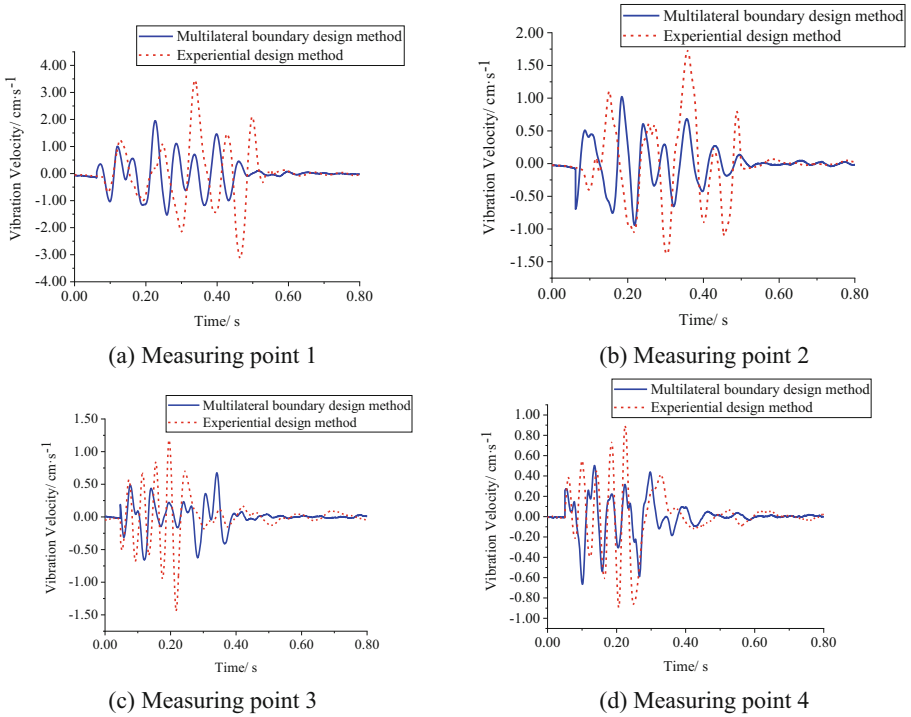 Multilateral boundary design method
Experiential design method
4.00
3.00
2.00
1.00
0.00
-1.00
-2.00
-3.00
-4.00
Vibration Velocity/ cm·s⁻¹
0.00 0.20 0.40 0.60 0.80
Time/ s
(a) Measuring point 1
Multilateral boundary design method
Experiential design method
2.00
1.50
1.00
0.50
0.00
-0.50
-1.00
-1.50
Vibration Velocity/ cm·s⁻¹
0.00 0.20 0.40 0.60 0.80
Time/ s
(b) Measuring point 2
Multilateral boundary design method
Experiential design method
1.50
1.00
0.50
0.00
-0.50
-1.00
-1.50
Vibration Velocity/ cm·s⁻¹
0.00 0.20 0.40 0.60 0.80
Time/ s
(c) Measuring point 3
Multilateral boundary design method
Experiential design method
1.00
0.80
0.60
0.40
0.20
0.00
-0.20
-0.40
-0.60
-0.80
-1.00
Vibration Velocity/ cm·s⁻¹
0.00 0.20 0.40 0.60 0.80
Time/ s
(d) Measuring point 4